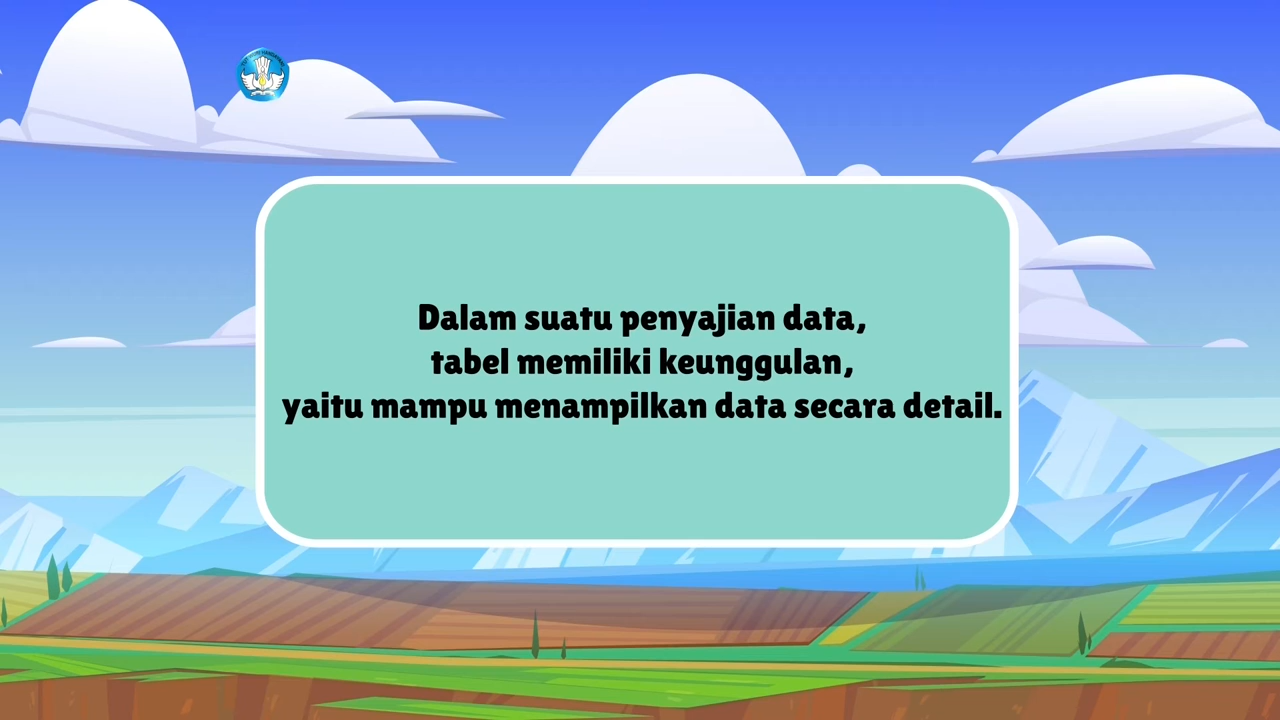 Dalam suatu penyajian data,
tabel memiliki keunggulan,
yaitu mampu menampilkan data secara detail.